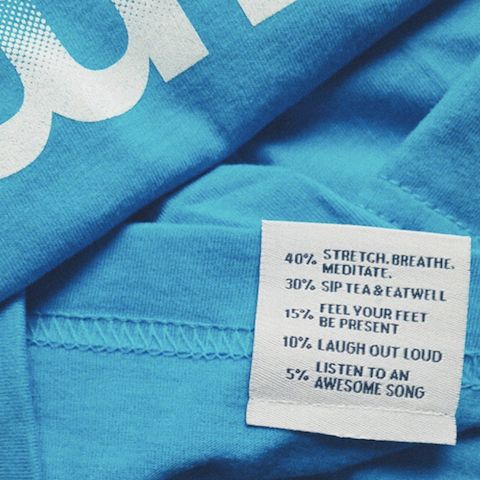 40% STRETCH. BREATHE.
MEDITATE.
30% SIP TEA & EATWELL
15% FEEL YOUR FEET
BE PRESENT
10% LAUGH OUT LOUD
5% LISTEN TO AN
AWESOME SONG